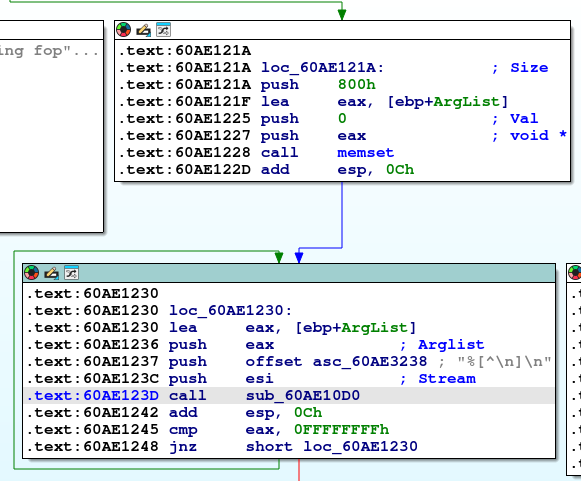 ing fop"...
.text:60AE121A
.text:60AE121A loc_60AE121A: ; Size
.text:60AE121A push 800h
.text:60AE121F lea eax, [ebp+ArgList]
.text:60AE1225 push 0 ; Val
.text:60AE1227 push eax ; void *
.text:60AE1228 call memset
.text:60AE122D add esp, 0Ch
.text:60AE1230
.text:60AE1230 loc_60AE1230:
.text:60AE1230 lea eax, [ebp+ArgList]
.text:60AE1236 push eax ; Arglist
.text:60AE1237 push offset asc_60AE3238 ; "%[^\n]\n"
.text:60AE123C push esi ; Stream
.text:60AE123D call sub_60AE10D0
.text:60AE1242 add esp, 0Ch
.text:60AE1245 cmp eax, 0FFFFFFFFh
.text:60AE1248 jnz short loc_60AE1230